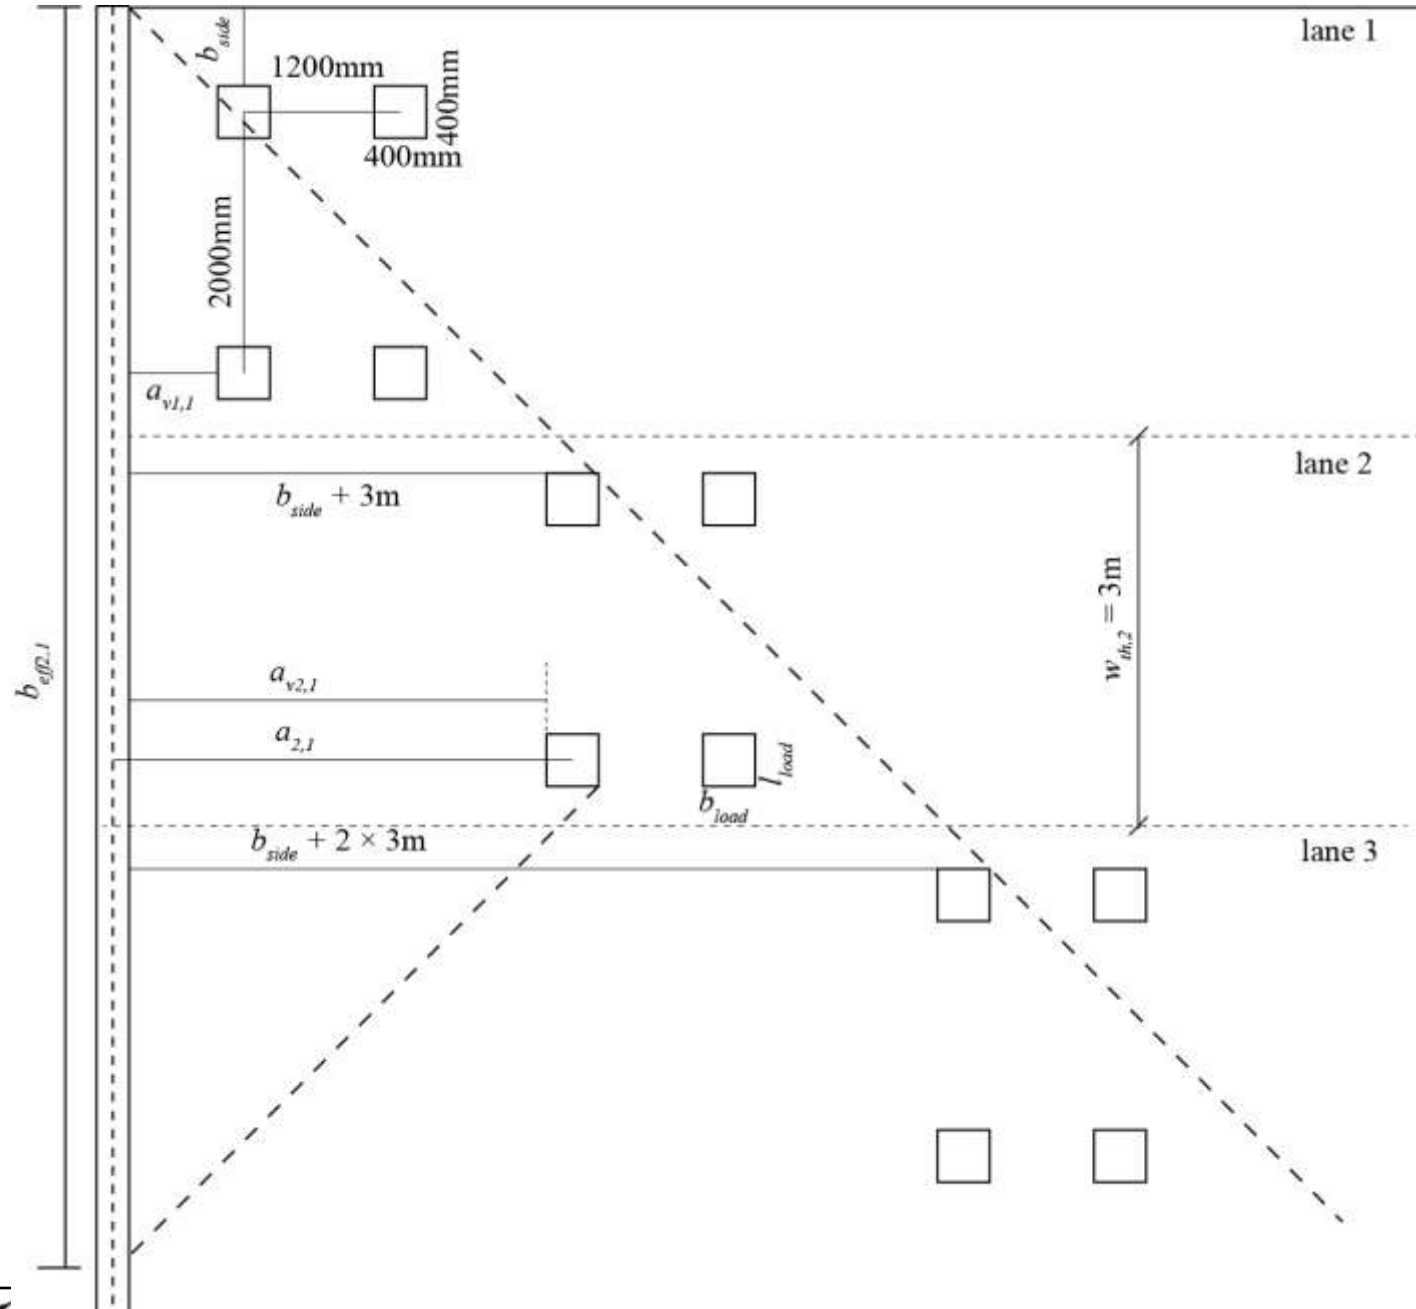 lane 1
b_side
1200mm
400mm
400mm
2000mm
a_v1,1
lane 2
b_side + 3m
w_th,2 = 3m
b_eff2,1
a_v2,1
a_2,1
l_load
b_load
b_side + 2 × 3m
lane 3